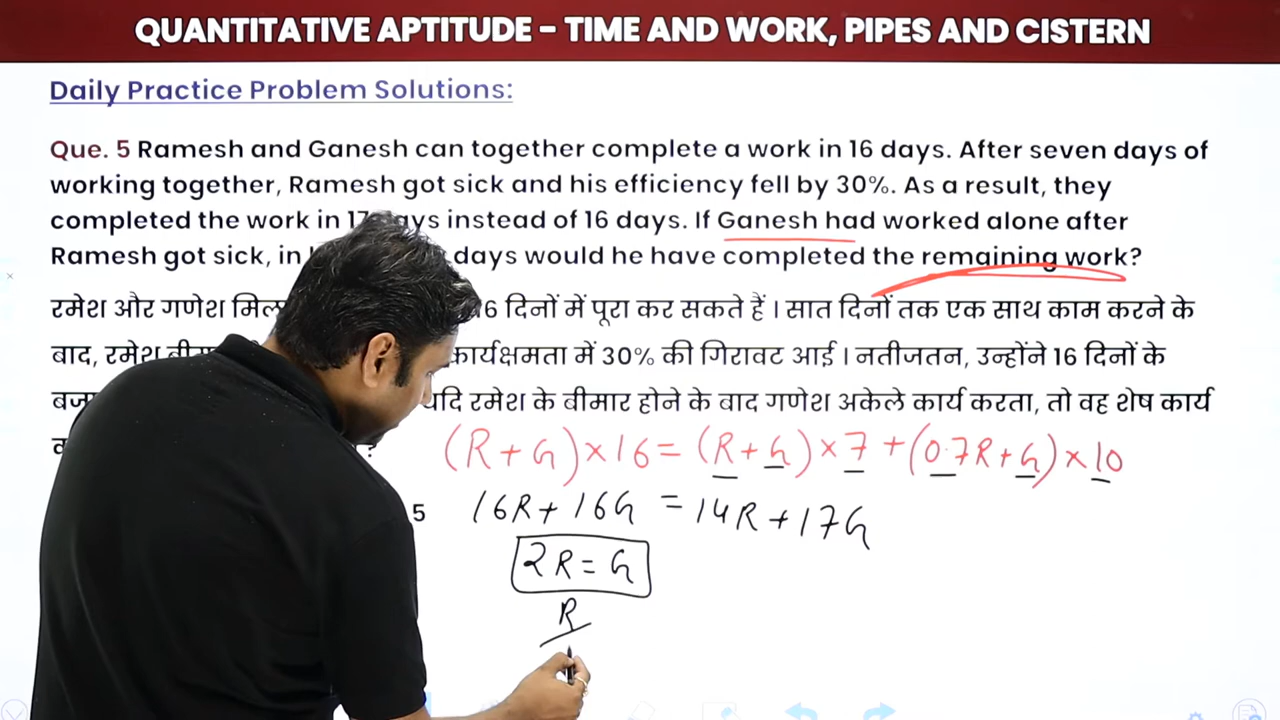 QUANTITATIVE APTITUDE - TIME AND WORK, PIPES AND CISTERN
Daily Practice Problem Solutions:
Que. 5 Ramesh and Ganesh can together complete a work in 16 days. After seven days of
working together, Ramesh got sick and his efficiency fell by 30%. As a result, they
completed the work in instead of 16 days. If Ganesh had worked alone after
Ramesh got sick, in days would he have completed the remaining work?
रमेश और गणेश दिनों में पूरा कर सकते हैं । सात दिनों तक एक साथ काम करने के
बाद, रमेश कार्यक्षमता में 30% की गिरावट आई । नतीजतन, उन्होंने 16 दिनों के
यदि रमेश के बीमार होने के बाद गणेश अकेले कार्य करता, तो वह शेष कार्य
?
(R+G)×16 = (R+G)×7 + (0.7R+G)×10
5
16R + 16G = 14R + 17G
2R = G
R